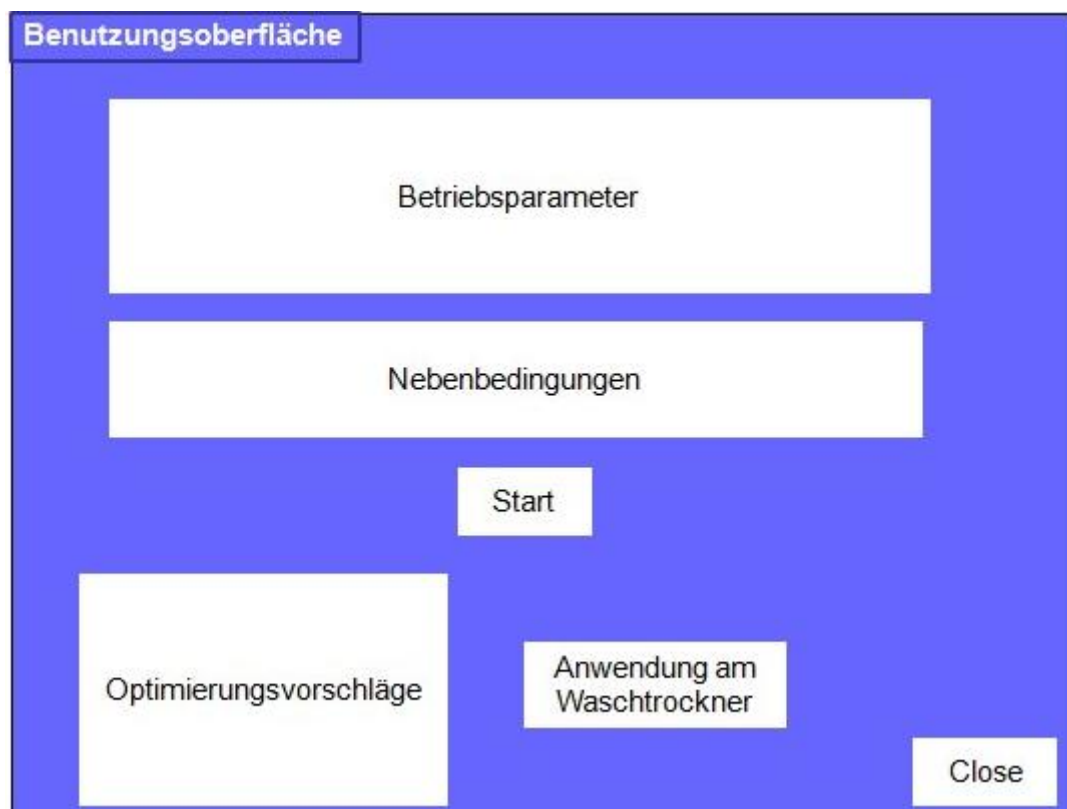 Benutzungsoberfläche
Betriebsparameter
Nebenbedingungen
Start
Optimierungsvorschläge
Anwendung am
Waschtrockner
Close